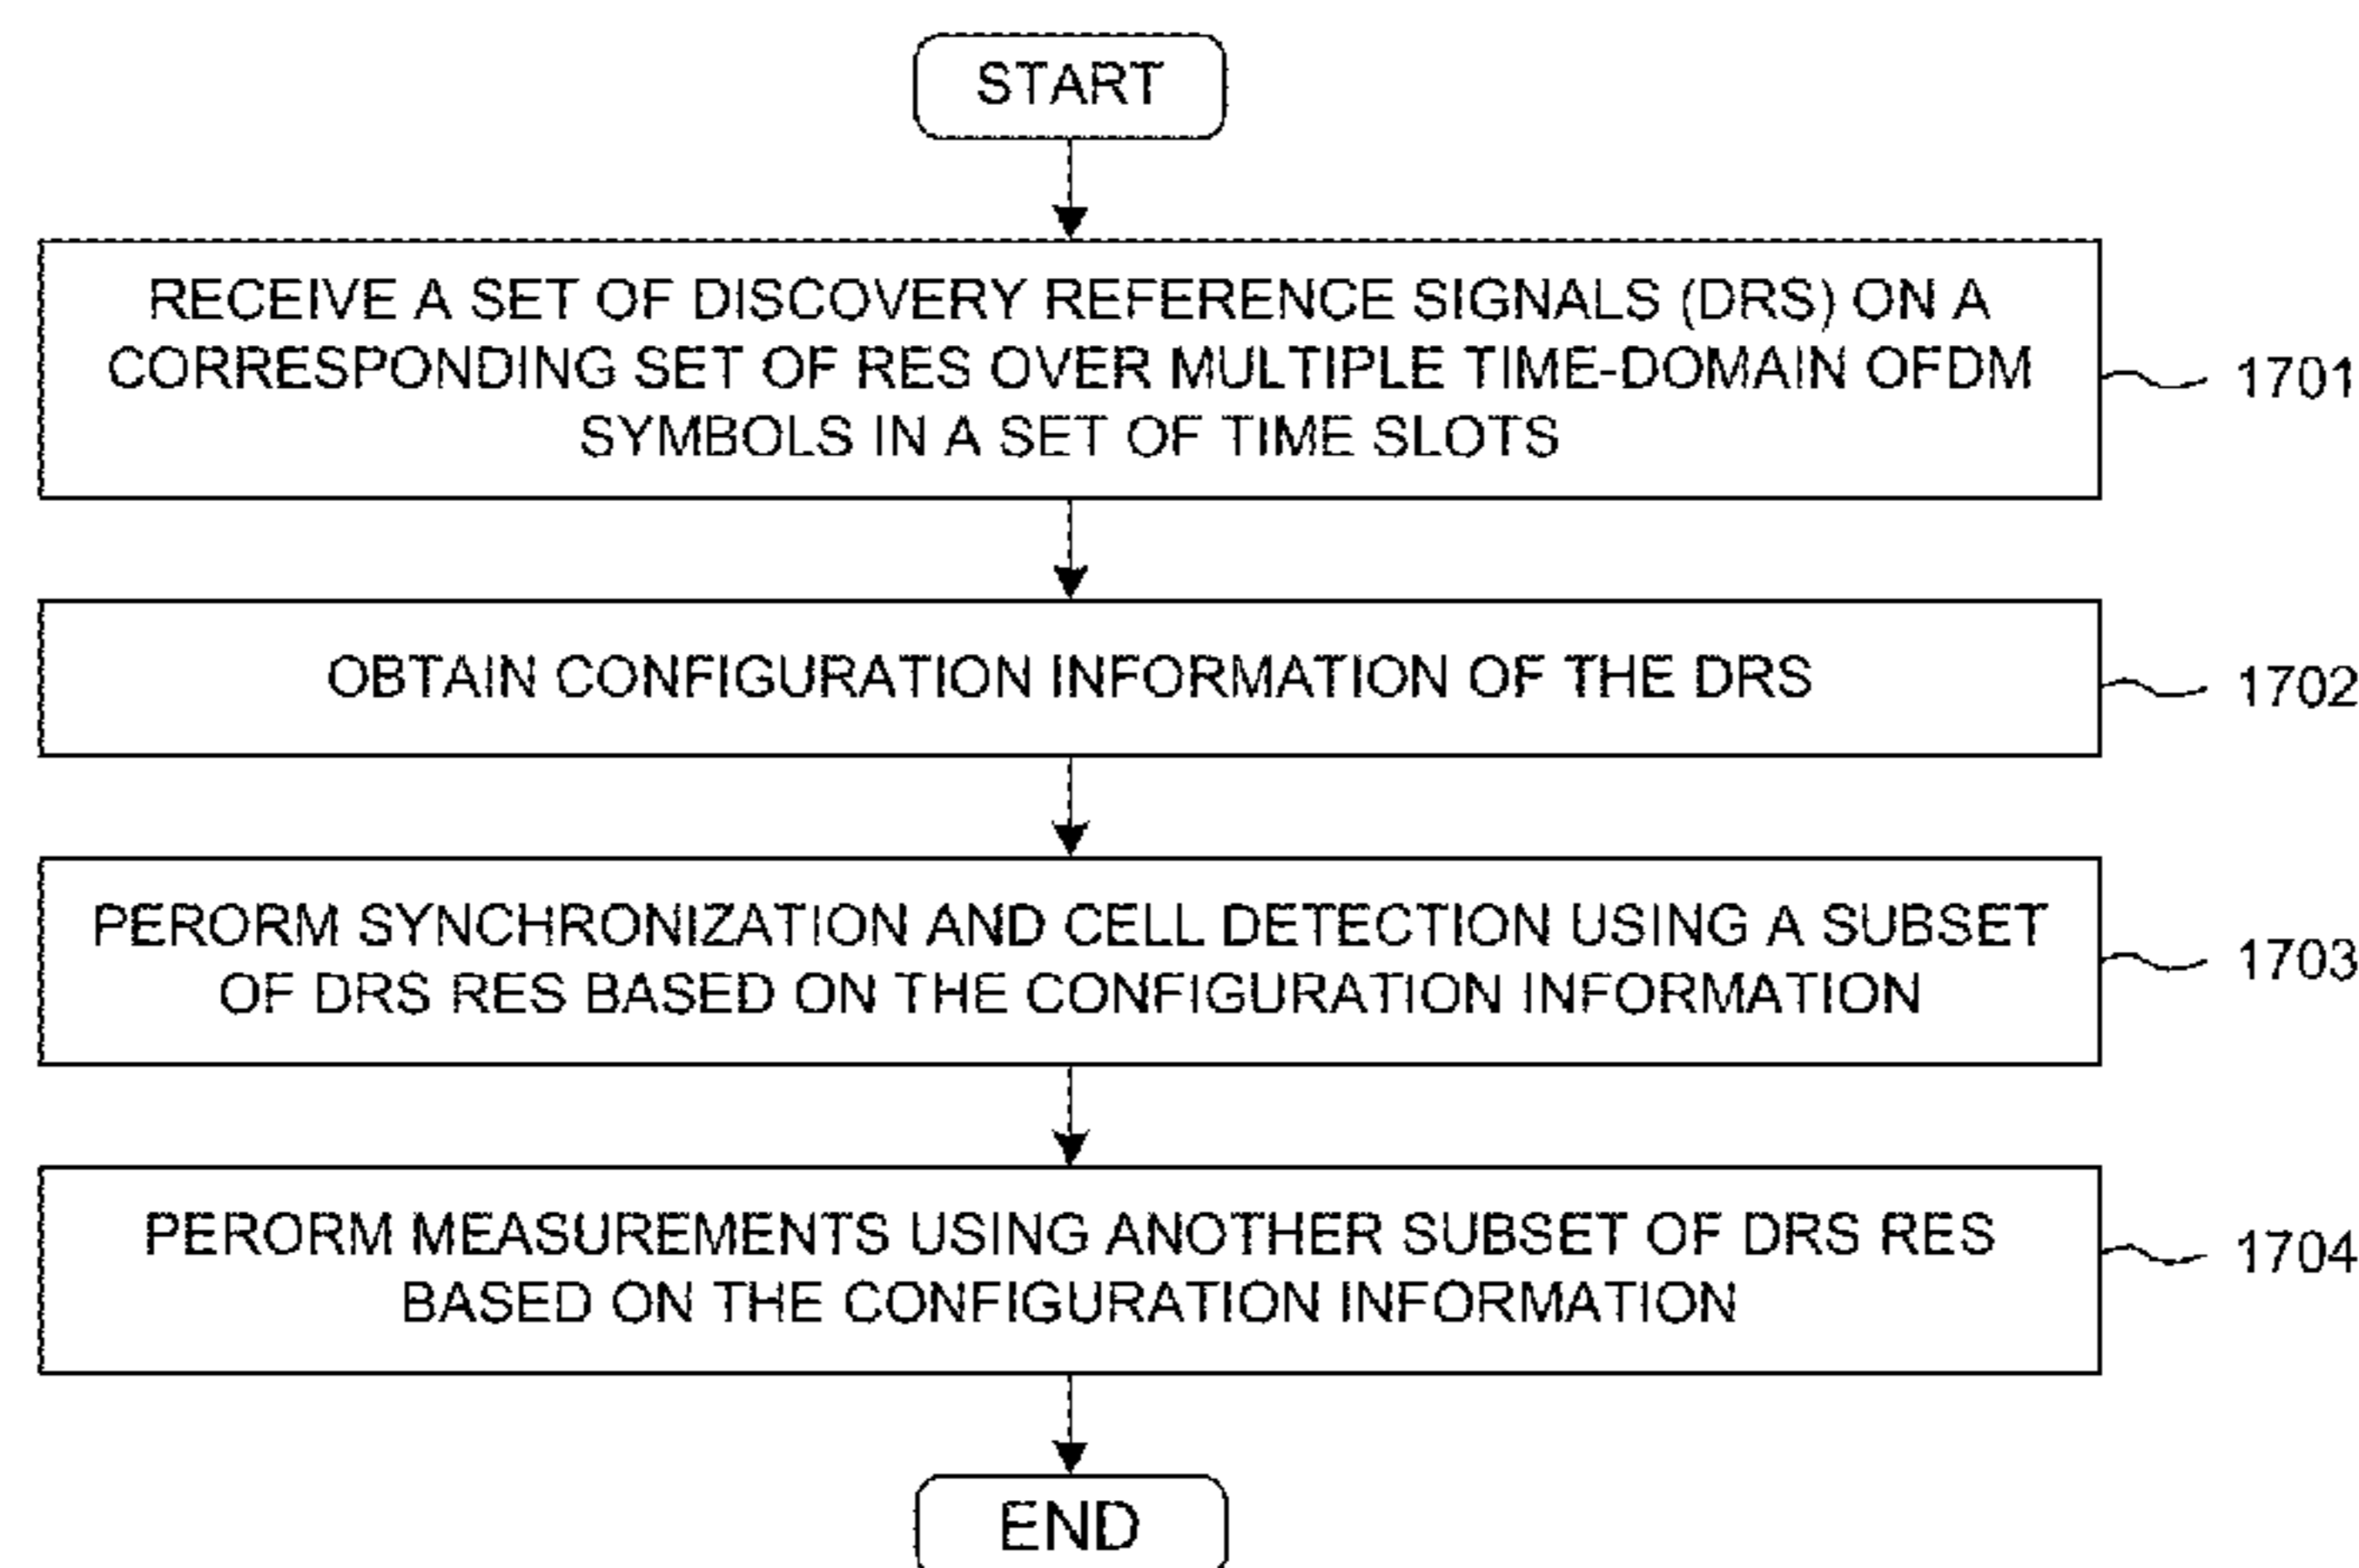 START
RECEIVE A SET OF DISCOVERY REFERENCE SIGNALS (DRS) ON A
CORRESPONDING SET OF RES OVER MULTIPLE TIME-DOMAIN OFDM
SYMBOLS IN A SET OF TIME SLOTS
1701
OBTAIN CONFIGURATION INFORMATION OF THE DRS
1702
PERORM SYNCHRONIZATION AND CELL DETECTION USING A SUBSET
OF DRS RES BASED ON THE CONFIGURATION INFORMATION
1703
PERORM MEASUREMENTS USING ANOTHER SUBSET OF DRS RES
BASED ON THE CONFIGURATION INFORMATION
1704
END